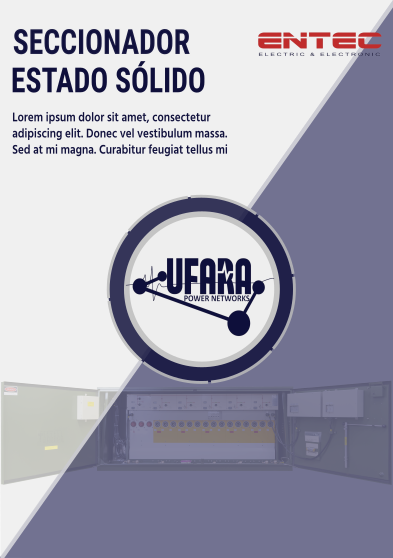 SECCIONADOR
ESTADO SÓLIDO
ENTEC
ELECTRIC & ELECTRONIC
Lorem ipsum dolor sit amet, consectetur
adipiscing elit. Donec vel vestibulum massa.
Sed at mi magna. Curabitur feugiat tellus mi
UFARA
POWER NETWORKS